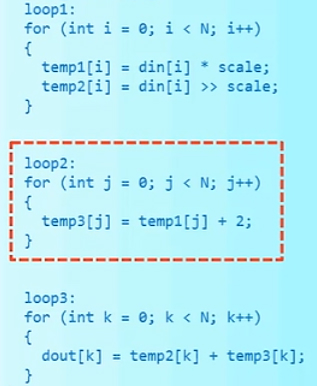 loop1:
for (int i = 0; i < N; i++)
{
  temp1[i] = din[i] * scale;
  temp2[i] = din[i] >> scale;
}
loop2:
for (int j = 0; j < N; j++)
{
  temp3[j] = temp1[j] + 2;
}
loop3:
for (int k = 0; k < N; k++)
{
  dout[k] = temp2[k] + temp3[k];
}